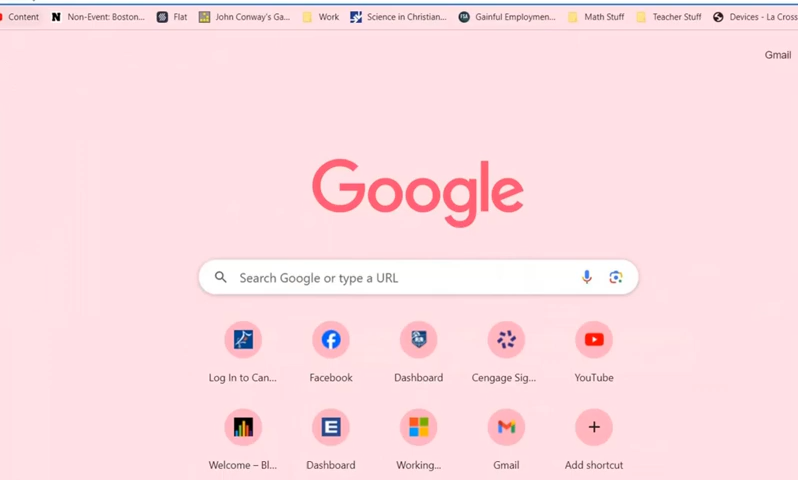 Content Non-Event: Boston... Flat John Conway's Ga... Work Science in Christian... Gainful Employmen... Math Stuff Teacher Stuff Devices - La Cross
Gmail
Google
Search Google or type a URL
Log In to Can... Facebook Dashboard Cengage Sig... YouTube
E
Welcome – Bl... Dashboard Working... Gmail Add shortcut